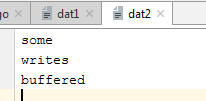 go dat1 dat2
some
writes
buffered